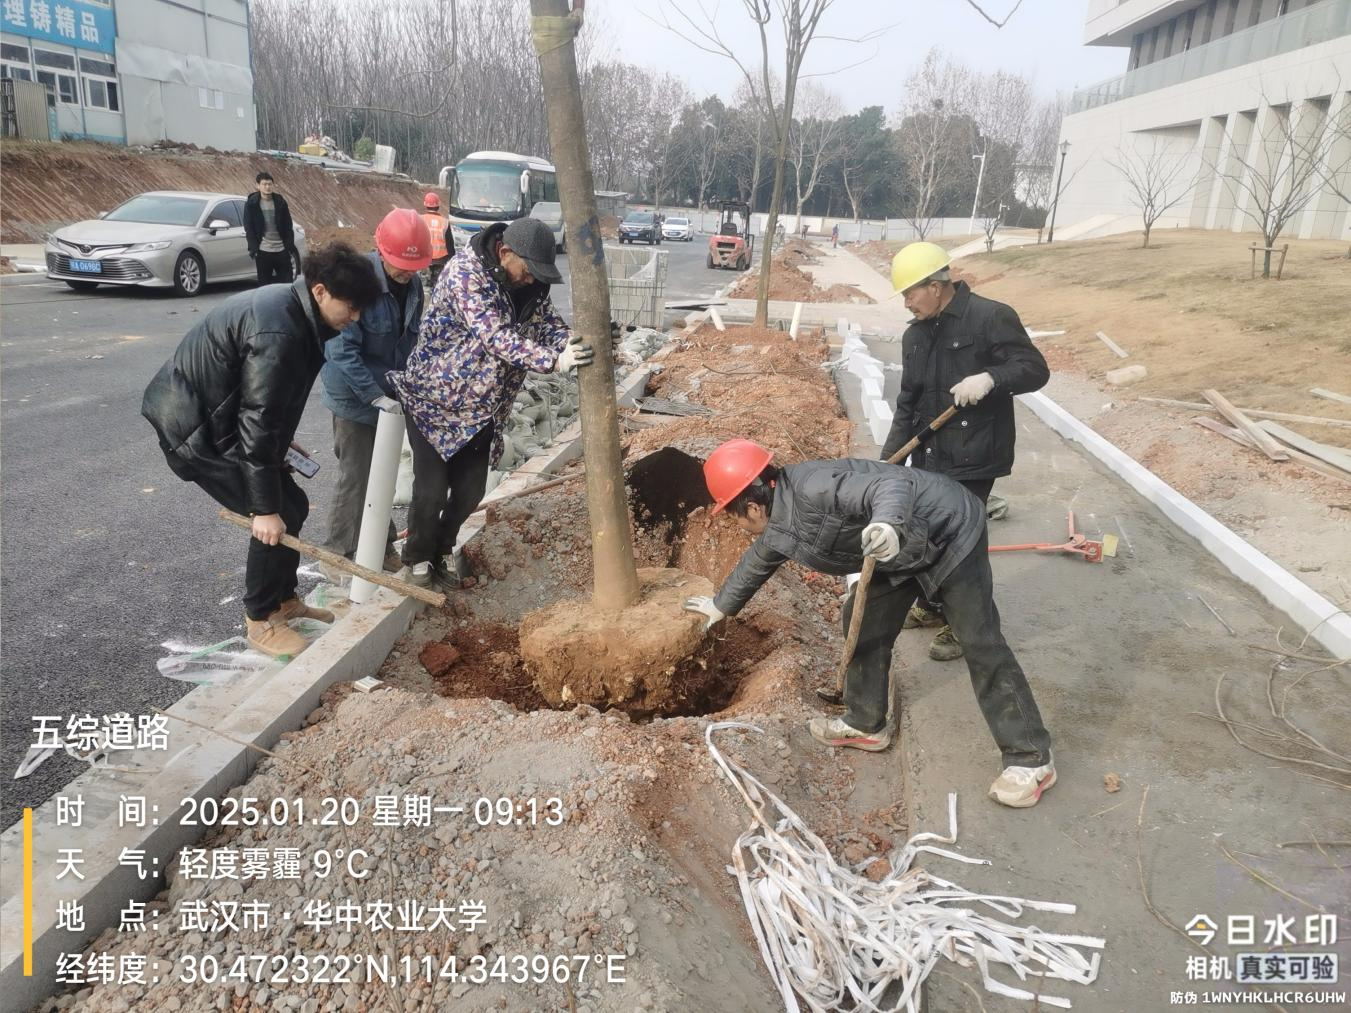 理铸精品
五综道路
时 间：2025.01.20 星期一 09:13
天 气：轻度雾霾 9°C
地 点：武汉市·华中农业大学
经纬度：30.472322°N,114.343967°E
今日水印
相机 真实可验
防伪 1WNYHKLHCR6UHW